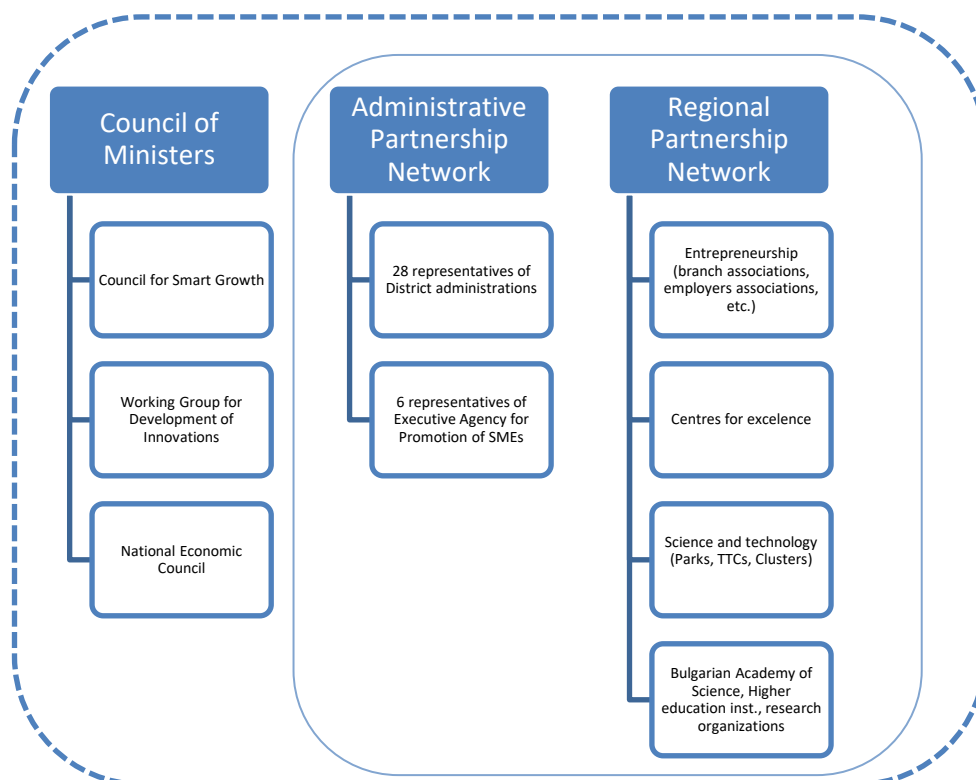 Council of
Ministers
Council for Smart Growth
Working Group for
Development of
Innovations
National Economic
Council
Administrative
Partnership
Network
28 representatives of
District administrations
6 representatives of
Executive Agency for
Promotion of SMEs
Regional
Partnership
Network
Entrepreneurship
(branch associations,
employers associations,
etc.)
Centres for excelence
Science and technology
(Parks, TTCs, Clusters)
Bulgarian Academy of
Science, Higher
education inst., research
organizations